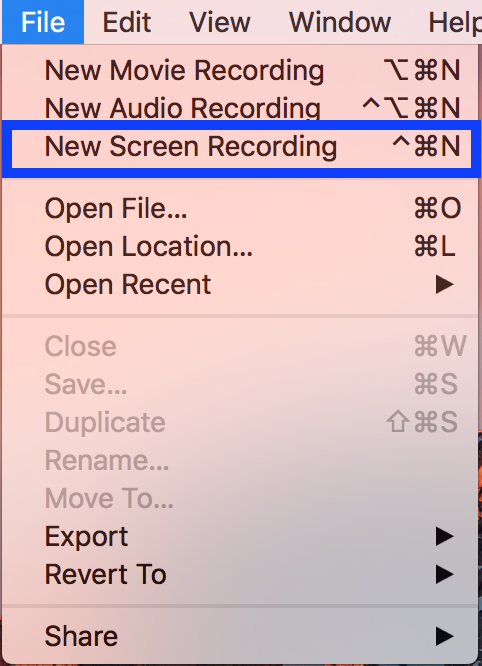 File Edit View Window Help
New Movie Recording ⌥⌘N
New Audio Recording ^⌥⌘N
New Screen Recording ^⌘N
Open File... ⌘O
Open Location... ⌘L
Open Recent ▶
Close ⌘W
Save... ⌘S
Duplicate ⇧⌘S
Rename...
Move To...
Export ▶
Revert To ▶
Share ▶